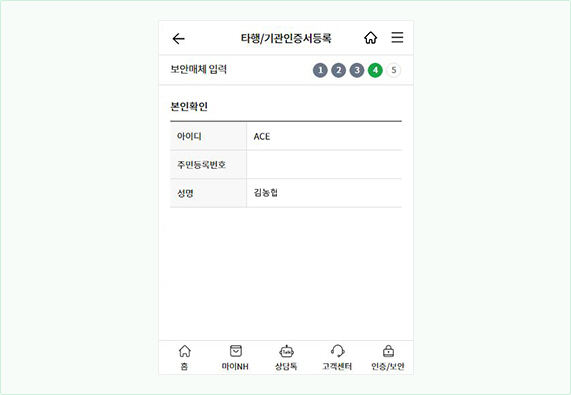 타행/기관인증서등록
보안매체 입력 1 2 3 4 5
본인확인
아이디 ACE
주민등록번호
성명 김농협
Talk
홈 마이NH 상담톡 고객센터 인증/보안